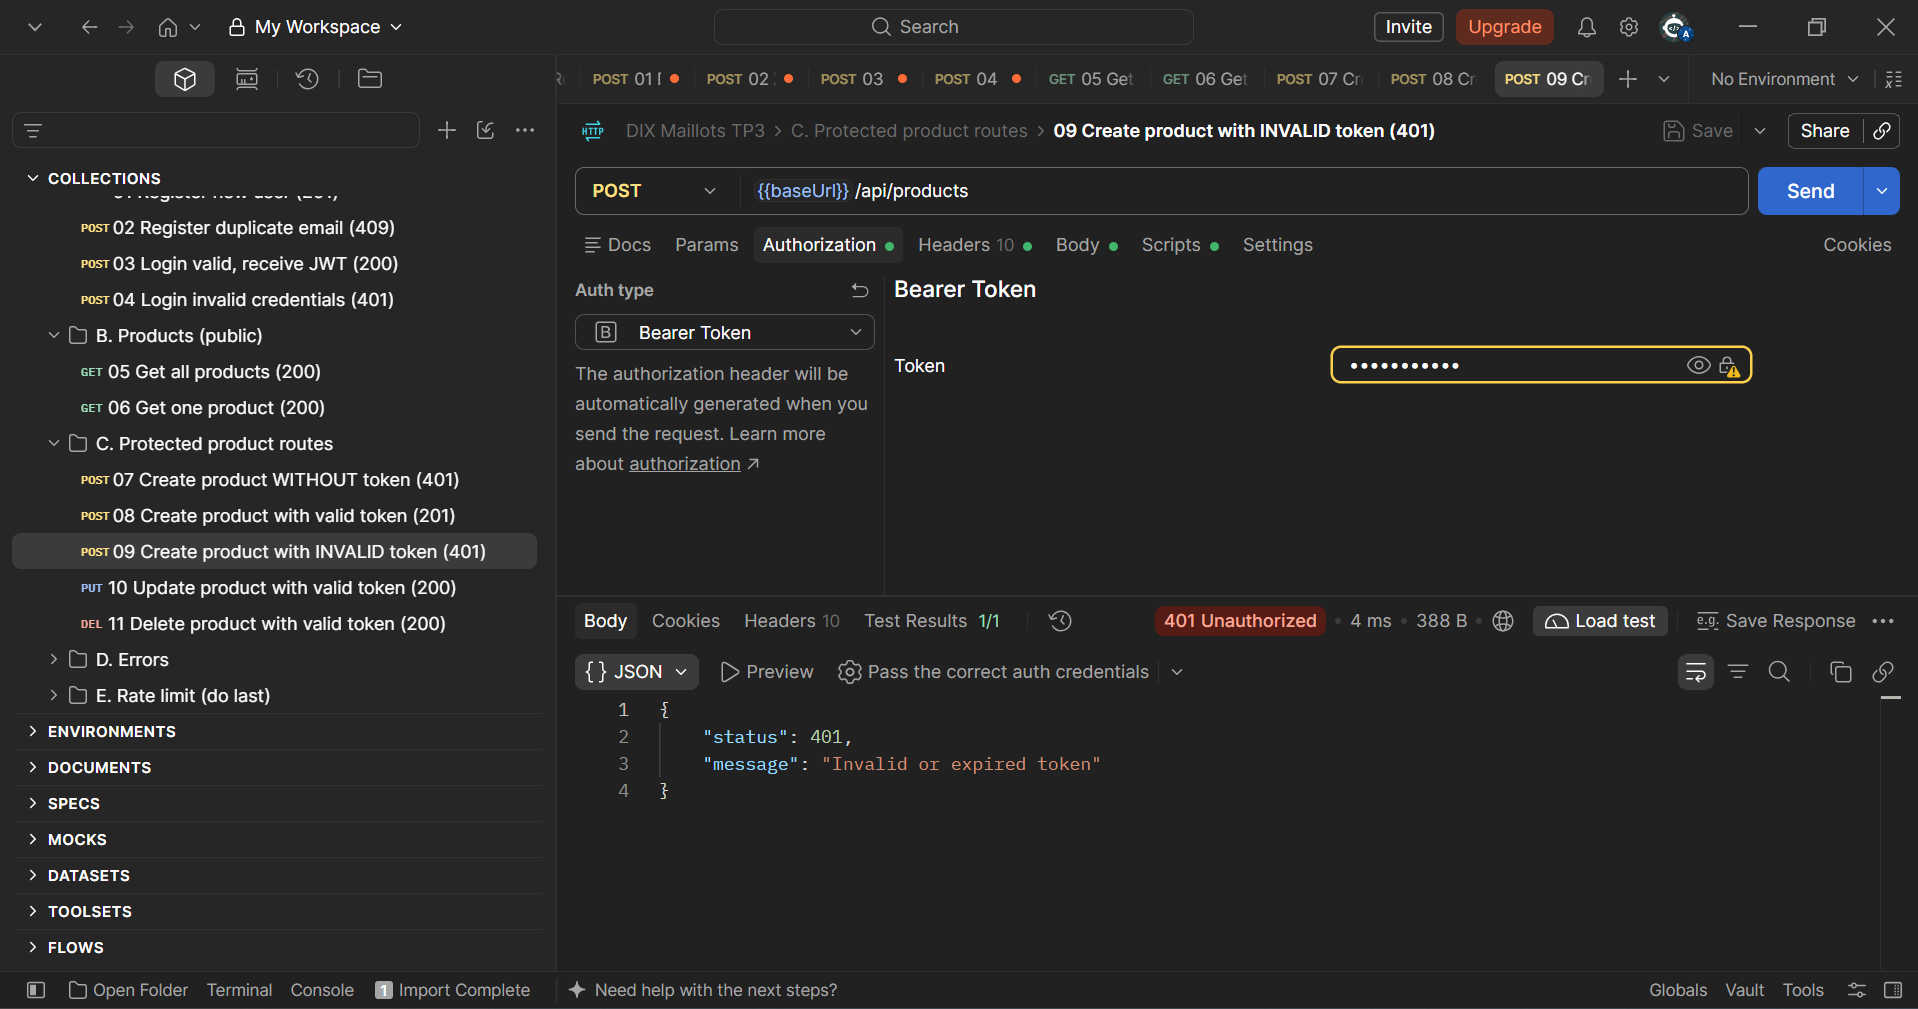 My Workspace
Search
Invite
Upgrade
POST 01
POST 02
POST 03
POST 04
GET 05 Get
GET 06 Get
POST 07 Cr
POST 08 Cr
POST 09 Cr
No Environment
HTTP
DIX Maillots TP3 > C. Protected product routes > 09 Create product with INVALID token (401)
Save
Share
COLLECTIONS
POST 02 Register duplicate email (409)
POST 03 Login valid, receive JWT (200)
POST 04 Login invalid credentials (401)
B. Products (public)
GET 05 Get all products (200)
GET 06 Get one product (200)
C. Protected product routes
POST 07 Create product WITHOUT token (401)
POST 08 Create product with valid token (201)
POST 09 Create product with INVALID token (401)
PUT 10 Update product with valid token (200)
DEL 11 Delete product with valid token (200)
D. Errors
E. Rate limit (do last)
ENVIRONMENTS
DOCUMENTS
SPECS
MOCKS
DATASETS
TOOLSETS
FLOWS
POST
{{baseUrl}} /api/products
Send
Docs
Params
Authorization
Headers 10
Body
Scripts
Settings
Cookies
Auth type
B Bearer Token
The authorization header will be
automatically generated when you
send the request. Learn more
about authorization ↗
Bearer Token
Token
•••••••••••
Body
Cookies
Headers 10
Test Results 1/1
401 Unauthorized
4 ms
388 B
Load test
e.g. Save Response
{} JSON
Preview
Pass the correct auth credentials
1 {
2 "status": 401,
3 "message": "Invalid or expired token"
4 }
Open Folder
Terminal
Console
1 Import Complete
Need help with the next steps?
Globals
Vault
Tools